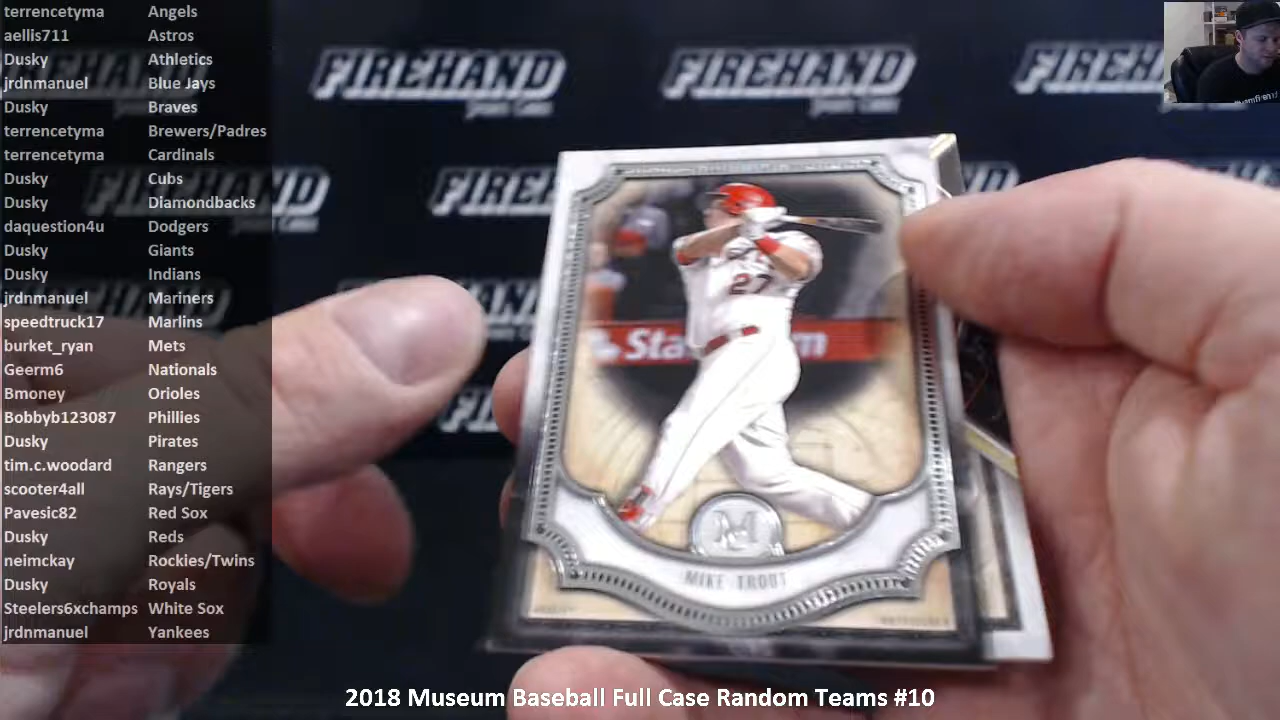 terrencetyma Angels
aellis711 Astros
Dusky Athletics
jrdnmanuel Blue Jays
Dusky Braves
terrencetyma Brewers/Padres
terrencetyma Cardinals
Dusky Cubs
Dusky Diamondbacks
daquestion4u Dodgers
Dusky Giants
Dusky Indians
jrdnmanuel Mariners
speedtruck17 Marlins
burket_ryan Mets
Geerm6 Nationals
Bmoney Orioles
Bobbyb123087 Phillies
Dusky Pirates
tim.c.woodard Rangers
scooter4all Rays/Tigers
Pavesic82 Red Sox
Dusky Reds
neimckay Rockies/Twins
Dusky Royals
Steelers6xchamps White Sox
jrdnmanuel Yankees
FIREHAND
FIREHAND
FIREHAND
FIREHAND
27
M
MIKE TROUT
2018 Museum Baseball Full Case Random Teams #10